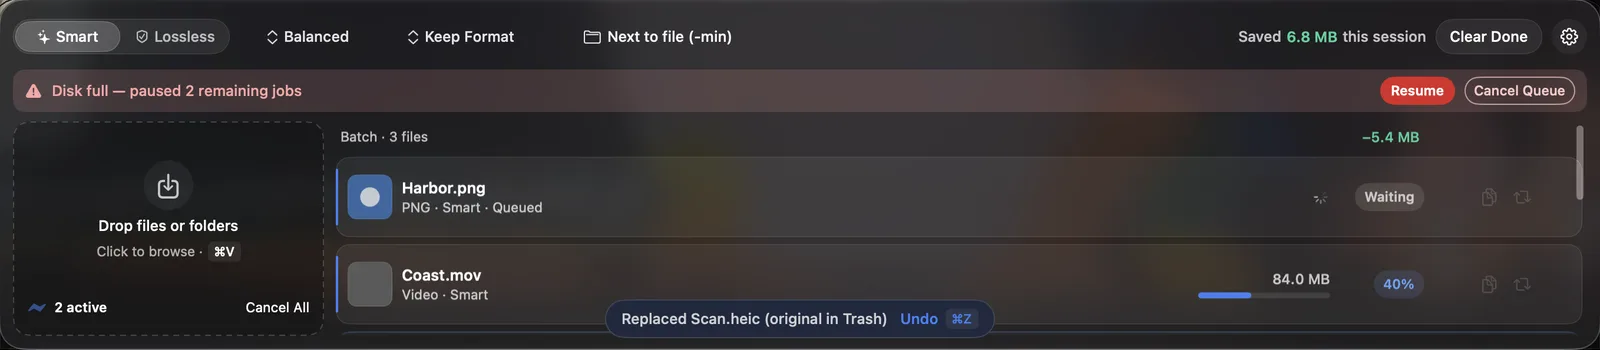 Smart
Lossless
Balanced
Keep Format
Next to file (-min)
Saved 6.8 MB this session
Clear Done
Disk full — paused 2 remaining jobs
Resume
Cancel Queue
Drop files or folders
Click to browse · ⌘V
2 active
Cancel All
Batch · 3 files
−5.4 MB
Harbor.png
PNG · Smart · Queued
Waiting
Coast.mov
Video · Smart
84.0 MB
40%
Replaced Scan.heic (original in Trash) Undo ⌘Z